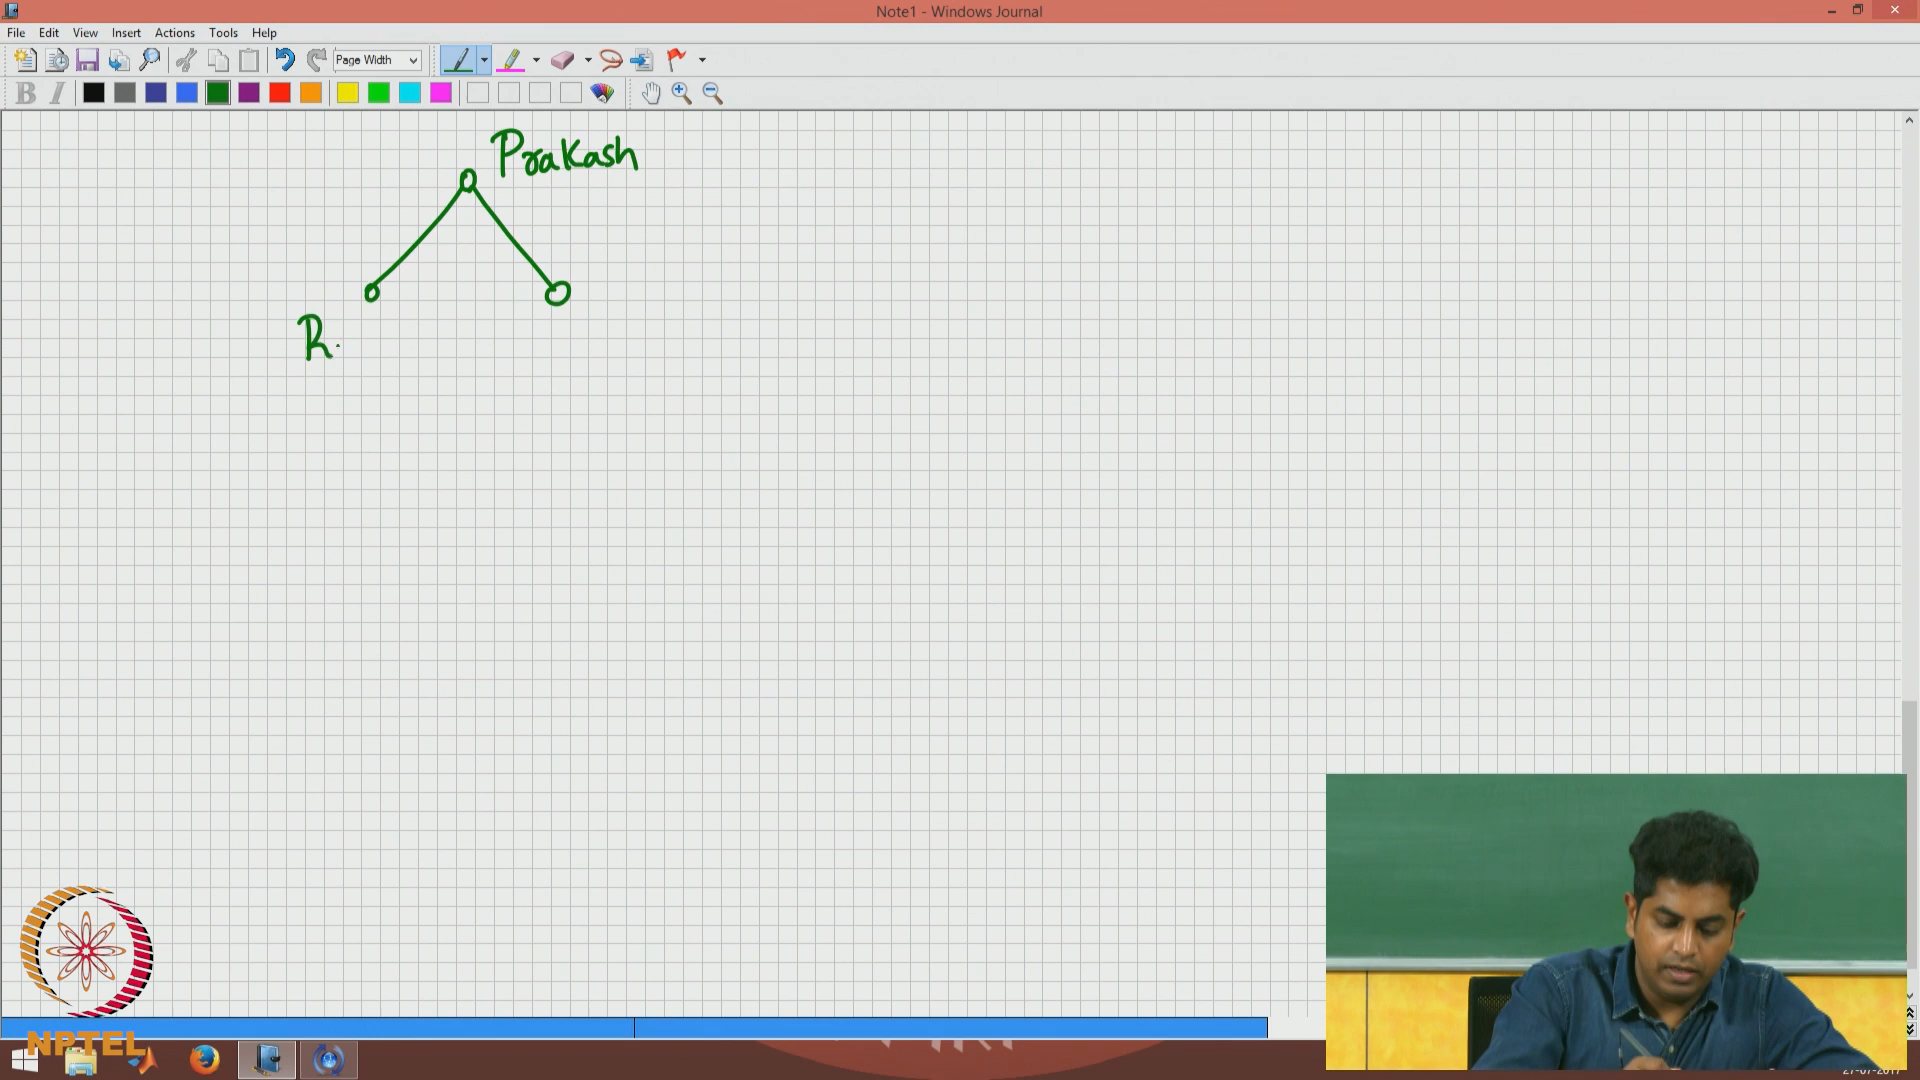 Note1 - Windows Journal
File Edit View Insert Actions Tools Help
Page Width
B I
Prakash
R
NPTEL